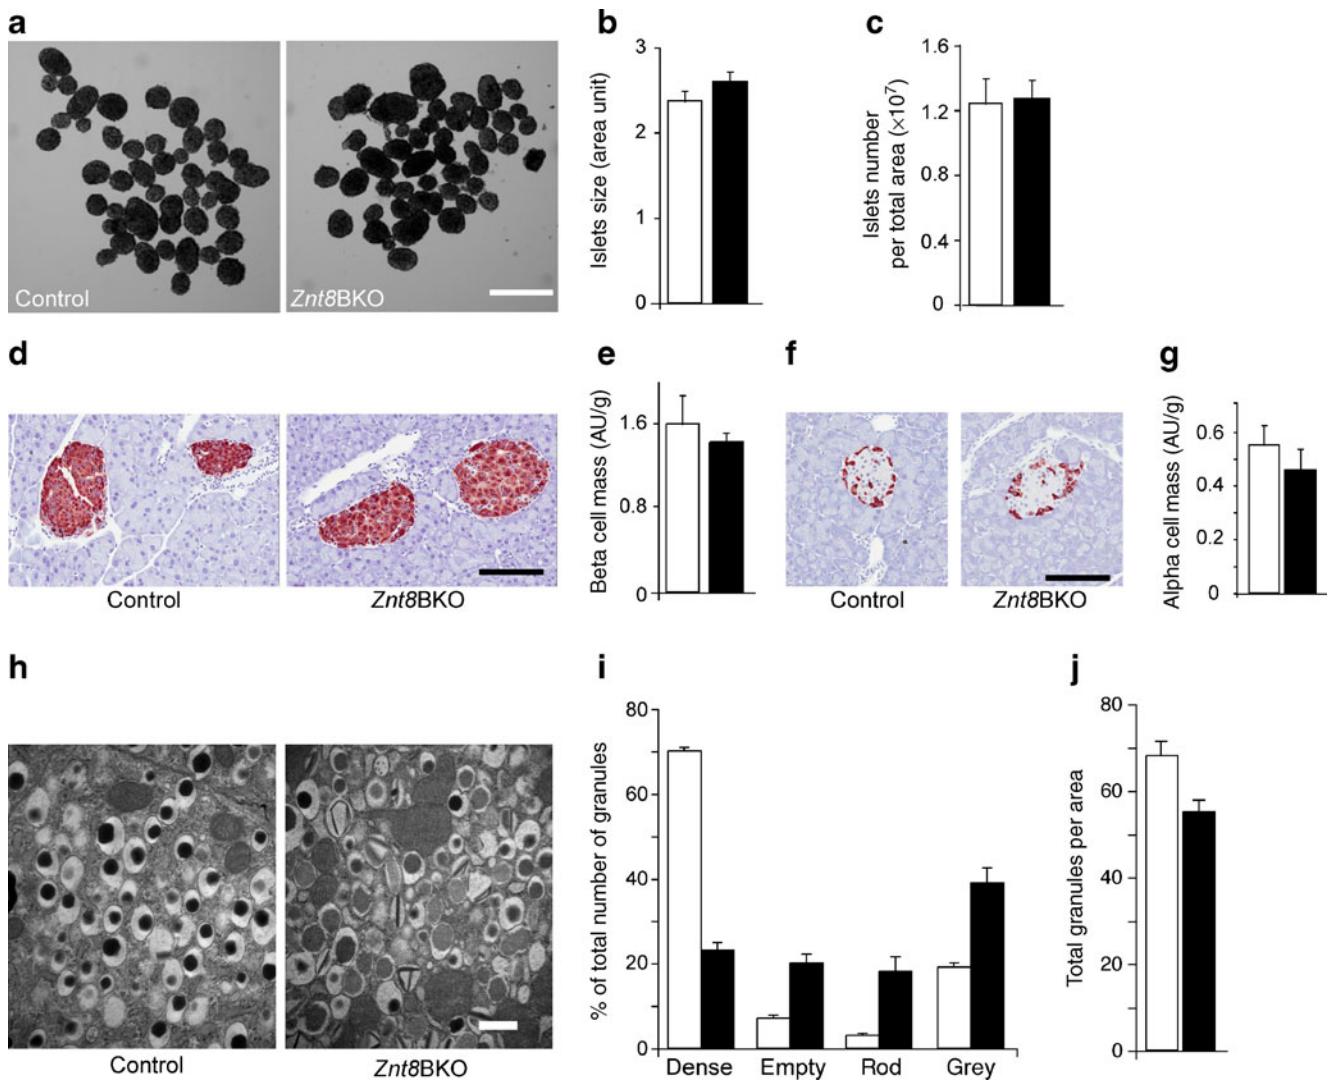 a
b
c
Control
Znt8BKO
Islets size (area unit)
3
2
1
0
Islets number
per total area (×10⁷)
1.6
1.2
0.8
0.4
0
d
e
f
g
Control
Znt8BKO
Beta cell mass (AU/g)
1.6
0.8
0
Control
Znt8BKO
Alpha cell mass (AU/g)
0.6
0.4
0.2
0
h
i
j
Control
Znt8BKO
% of total number of granules
80
60
40
20
0
Dense Empty Rod Grey
Total granules per area
80
60
40
20
0